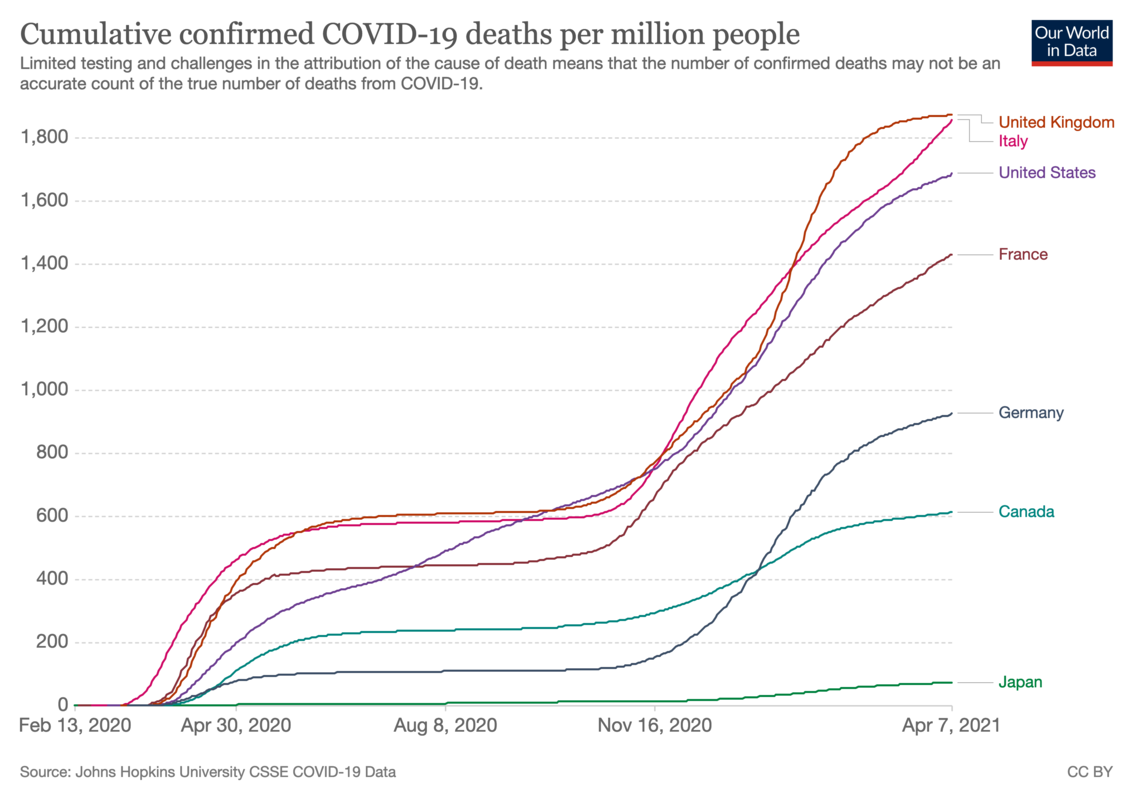 Cumulative confirmed COVID-19 deaths per million people
Our World
in Data
Limited testing and challenges in the attribution of the cause of death means that the number of confirmed deaths may not be an
accurate count of the true number of deaths from COVID-19.
1,800
1,600
1,400
1,200
1,000
800
600
400
200
0
United Kingdom
Italy
United States
France
Germany
Canada
Japan
Feb 13, 2020
Apr 30, 2020
Aug 8, 2020
Nov 16, 2020
Apr 7, 2021
Source: Johns Hopkins University CSSE COVID-19 Data
CC BY